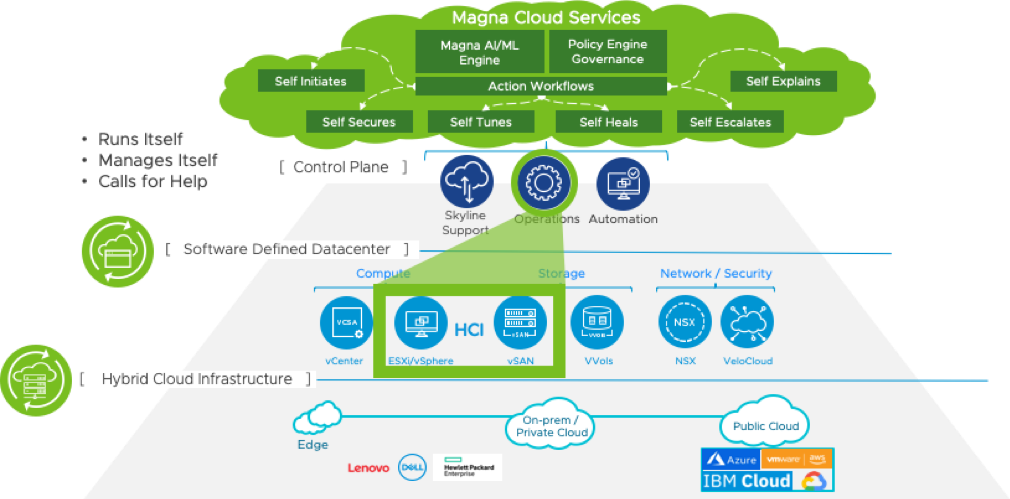 Magna Cloud Services
Magna AI/ML
Engine
Policy Engine
Governance
Self Initiates
Action Workflows
Self Explains
Self Secures
Self Tunes
Self Heals
Self Escalates
• Runs Itself
• Manages Itself
• Calls for Help
[ Control Plane ]
Skyline
Support
Operations
Automation
[ Software Defined Datacenter ]
Compute
Storage
Network / Security
VCSA
HCI
vSAN
VVOls
NSX
vCenter
ESXi/vSphere
vSAN
VVols
NSX
VeloCloud
[ Hybrid Cloud Infrastructure ]
Edge
On-prem /
Private Cloud
Public Cloud
Lenovo
DELL
Hewlett Packard
Enterprise
Azure
vmware
aws
IBM Cloud